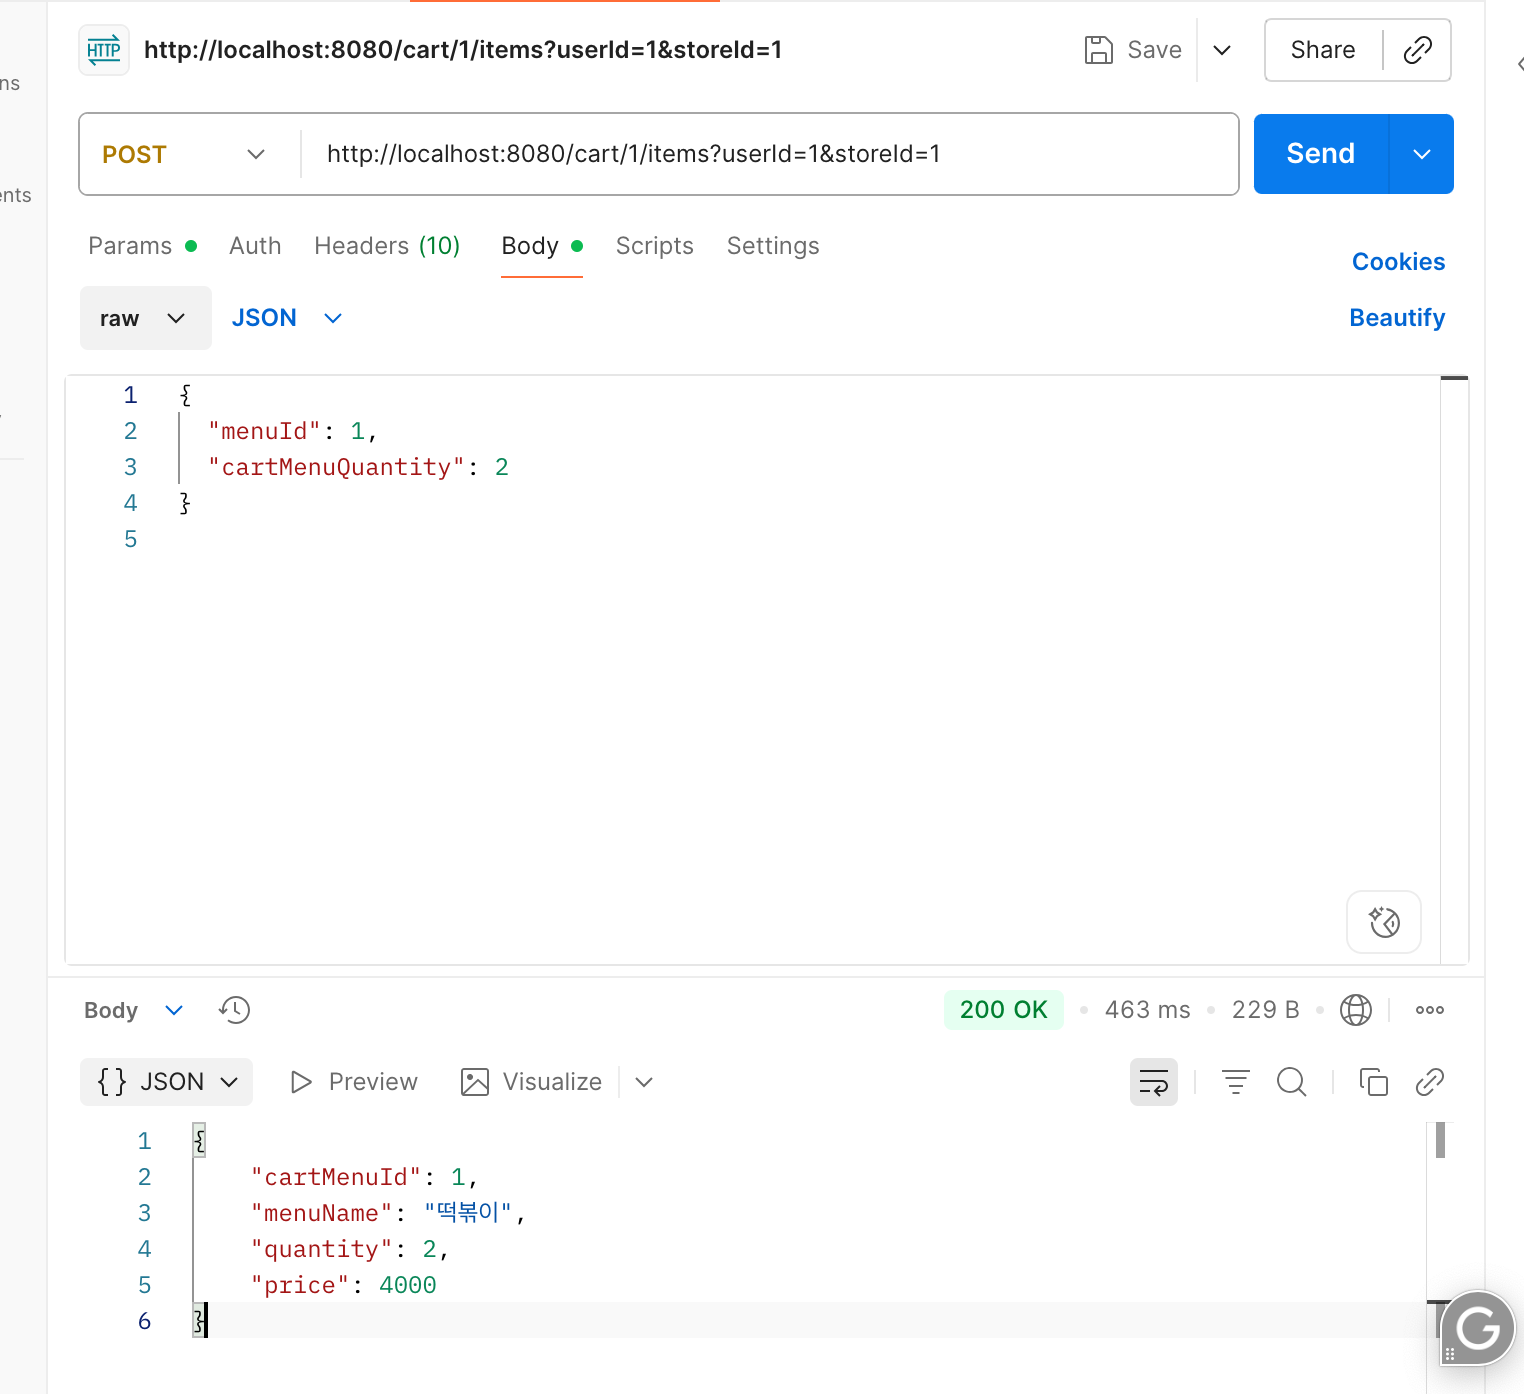 HTTP http://localhost:8080/cart/1/items?userId=1&storeId=1 Save Share
ns
POST http://localhost:8080/cart/1/items?userId=1&storeId=1 Send
ents
Params Auth Headers (10) Body Scripts Settings
Cookies
raw JSON Beautify
1 {
2 "menuId": 1,
3 "cartMenuQuantity": 2
4 }
5
Body 200 OK • 463 ms • 229 B •
{} JSON Preview Visualize
1 {
2 "cartMenuId": 1,
3 "menuName": "떡볶이",
4 "quantity": 2,
5 "price": 4000
6 }